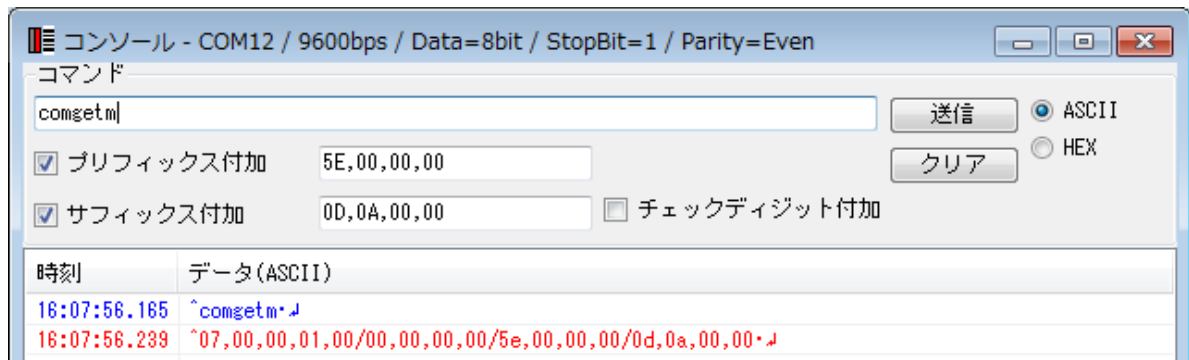 コンソール - COM12 / 9600bps / Data=8bit / StopBit=1 / Parity=Even
コマンド
comgetm
送信
ASCII
HEX
プリフィックス付加 5E,00,00,00
クリア
サフィックス付加 0D,0A,00,00 チェックディジット付加
時刻 データ(ASCII)
16:07:56.165 ^comgetm・↲
16:07:56.239 ^07,00,00,01,00/00,00,00,00/5e,00,00,00/0d,0a,00,00・↲